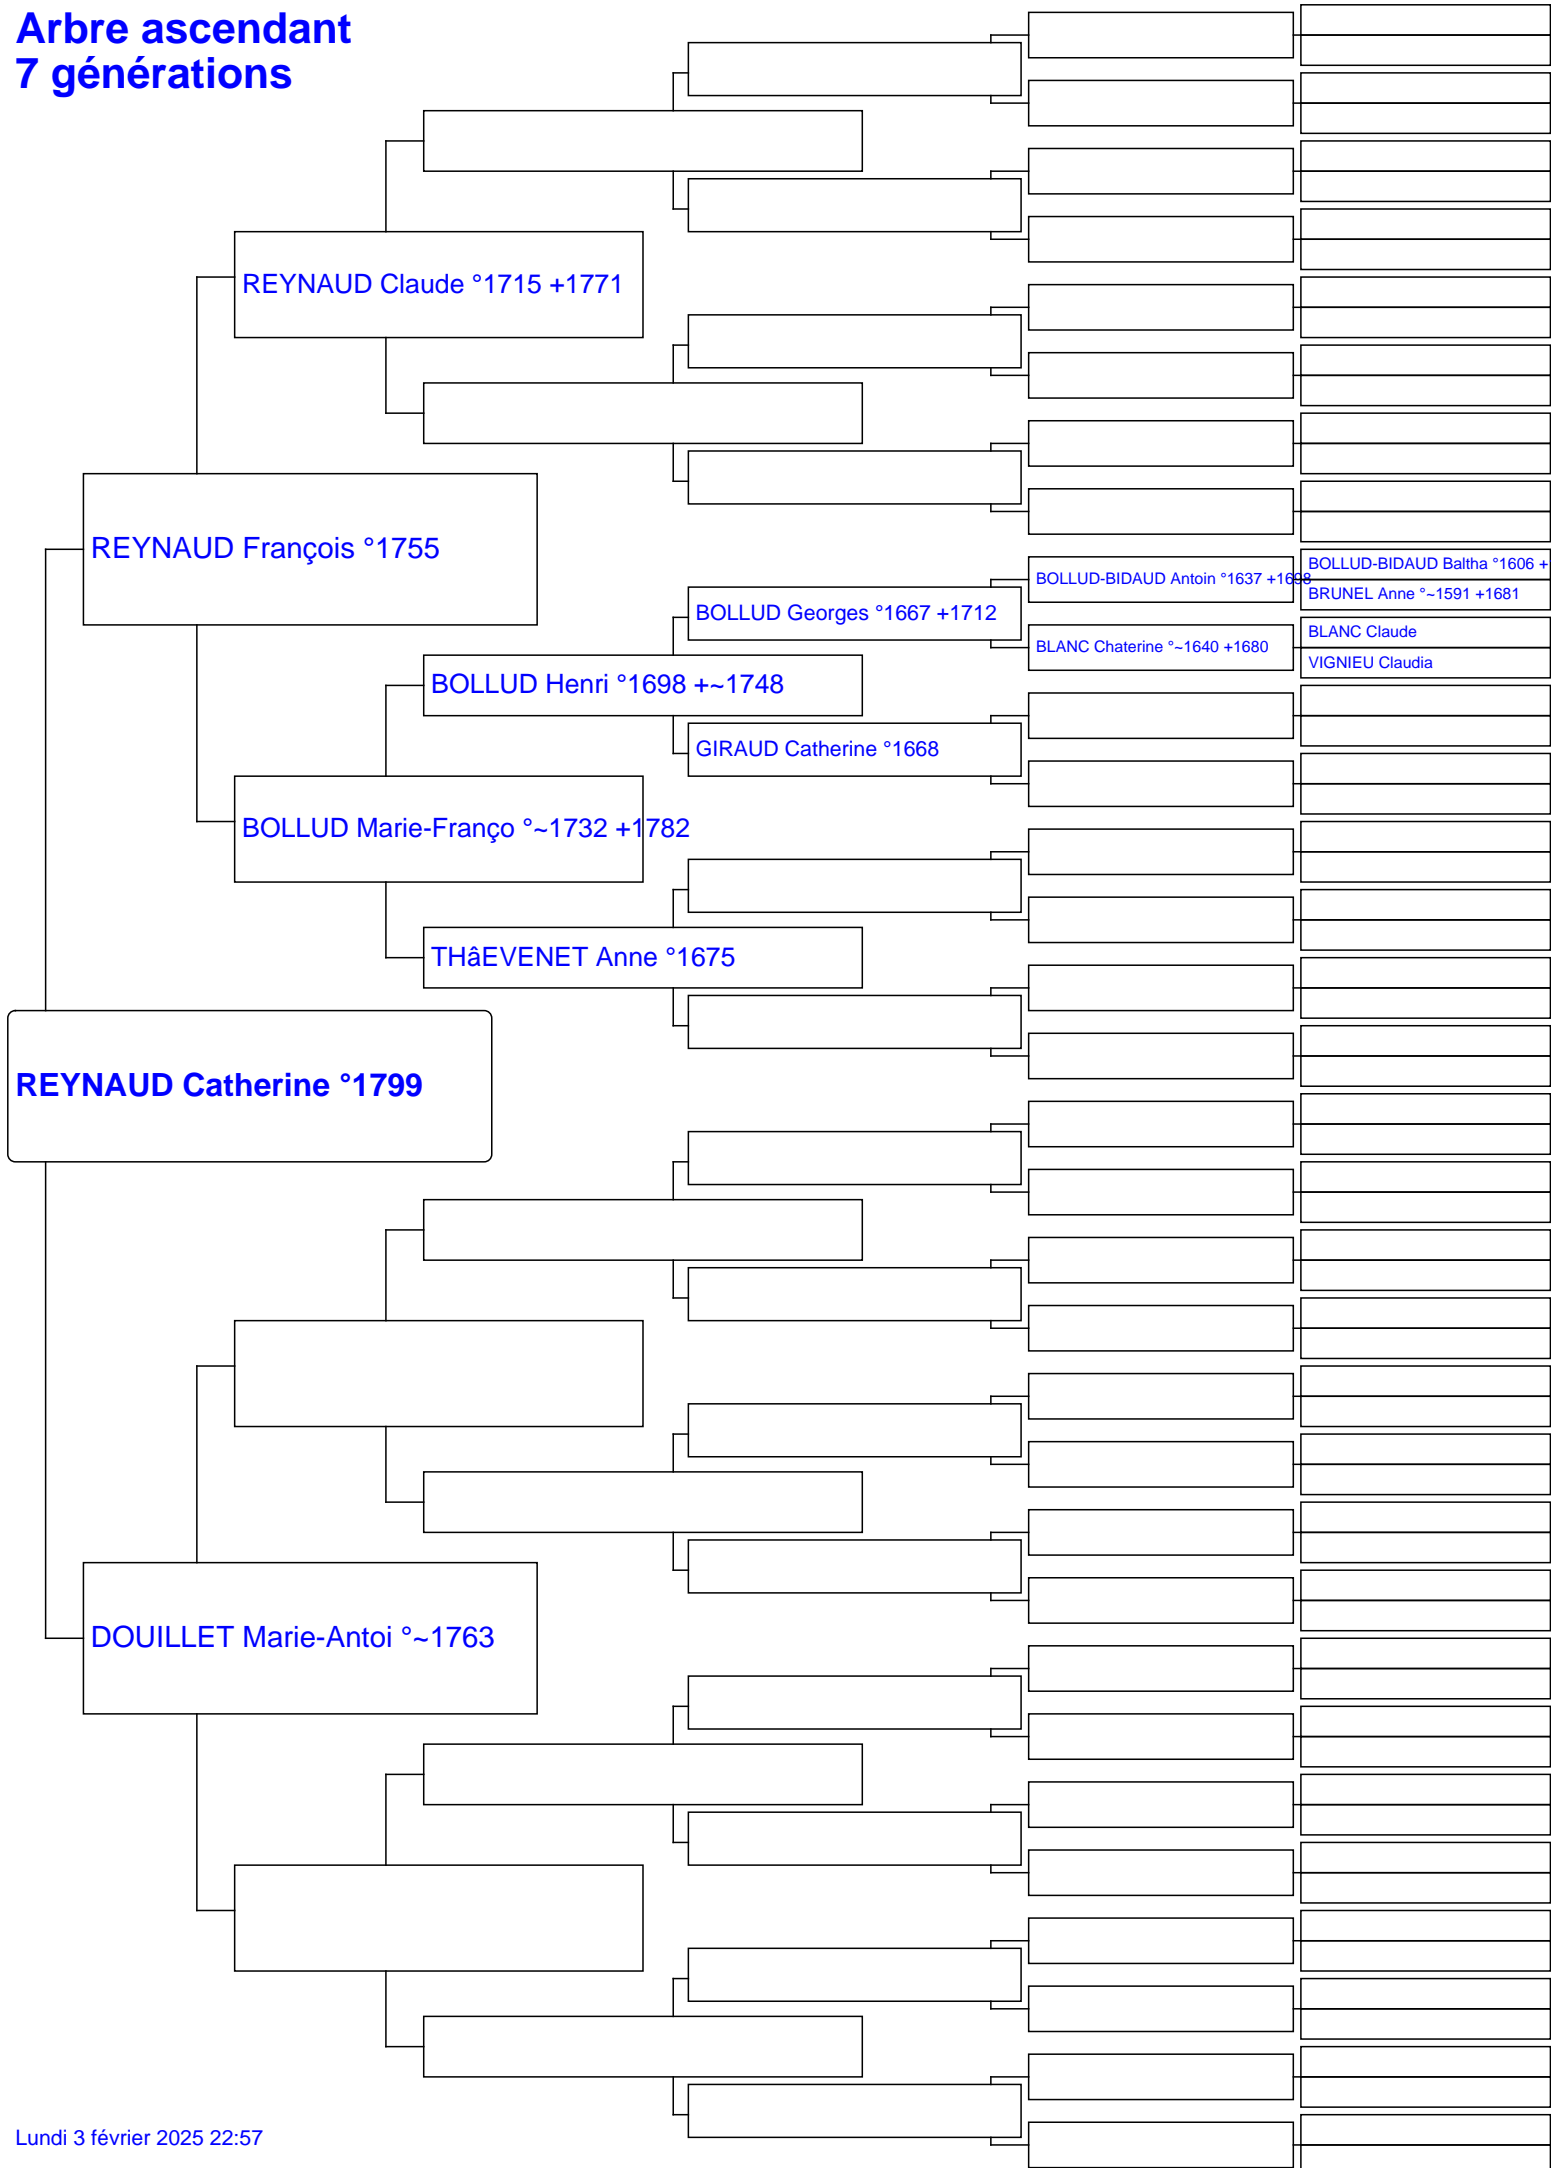 Arbre ascendant
7 générations
REYNAUD Claude °1715 +1771
REYNAUD François °1755
BOLLUD-BIDAUD Baltha °1606 +
BOLLUD-BIDAUD Antoin °1637 +1698
BRUNEL Anne °~1591 +1681
BOLLUD Georges °1667 +1712
BLANC Claude
BLANC Chaterine °~1640 +1680
VIGNIEU Claudia
BOLLUD Henri °1698 +~1748
GIRAUD Catherine °1668
BOLLUD Marie-Franço °~1732 +1782
THâEVENET Anne °1675
REYNAUD Catherine °1799
DOUILLET Marie-Antoi °~1763
Lundi 3 février 2025 22:57